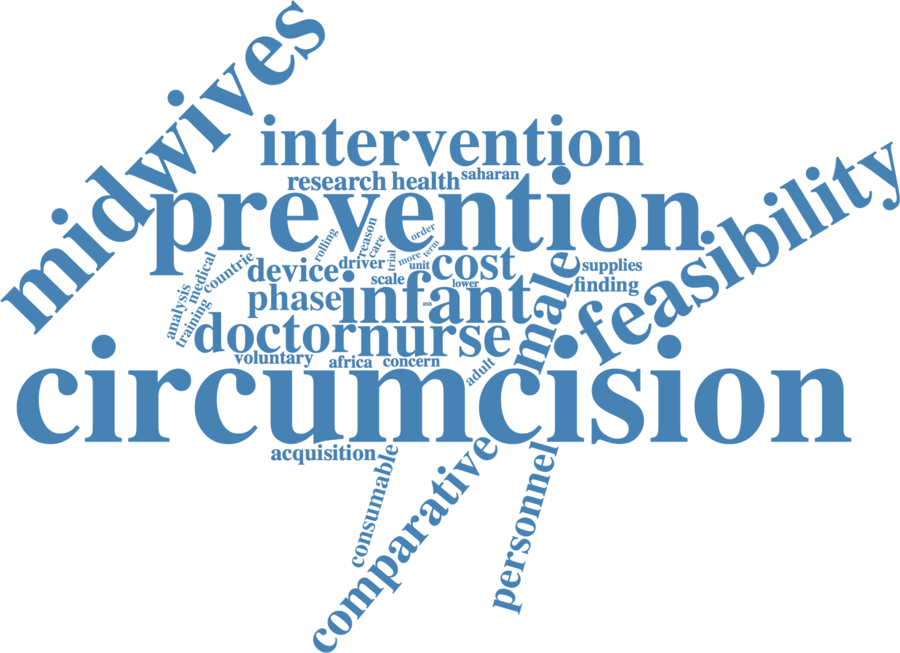 midwives
intervention
research health saharan
prevention
feasibility
rolling
reason
care
order
term
more
trial
unit
medical
countrie
analysis
training
device
driver
scale
cost
lower
supplies
finding
phase
infant
ass
male
doctor
nurse
voluntary
africa
concern
adult
circumcision
acquisition
consumable
comparative
personnel